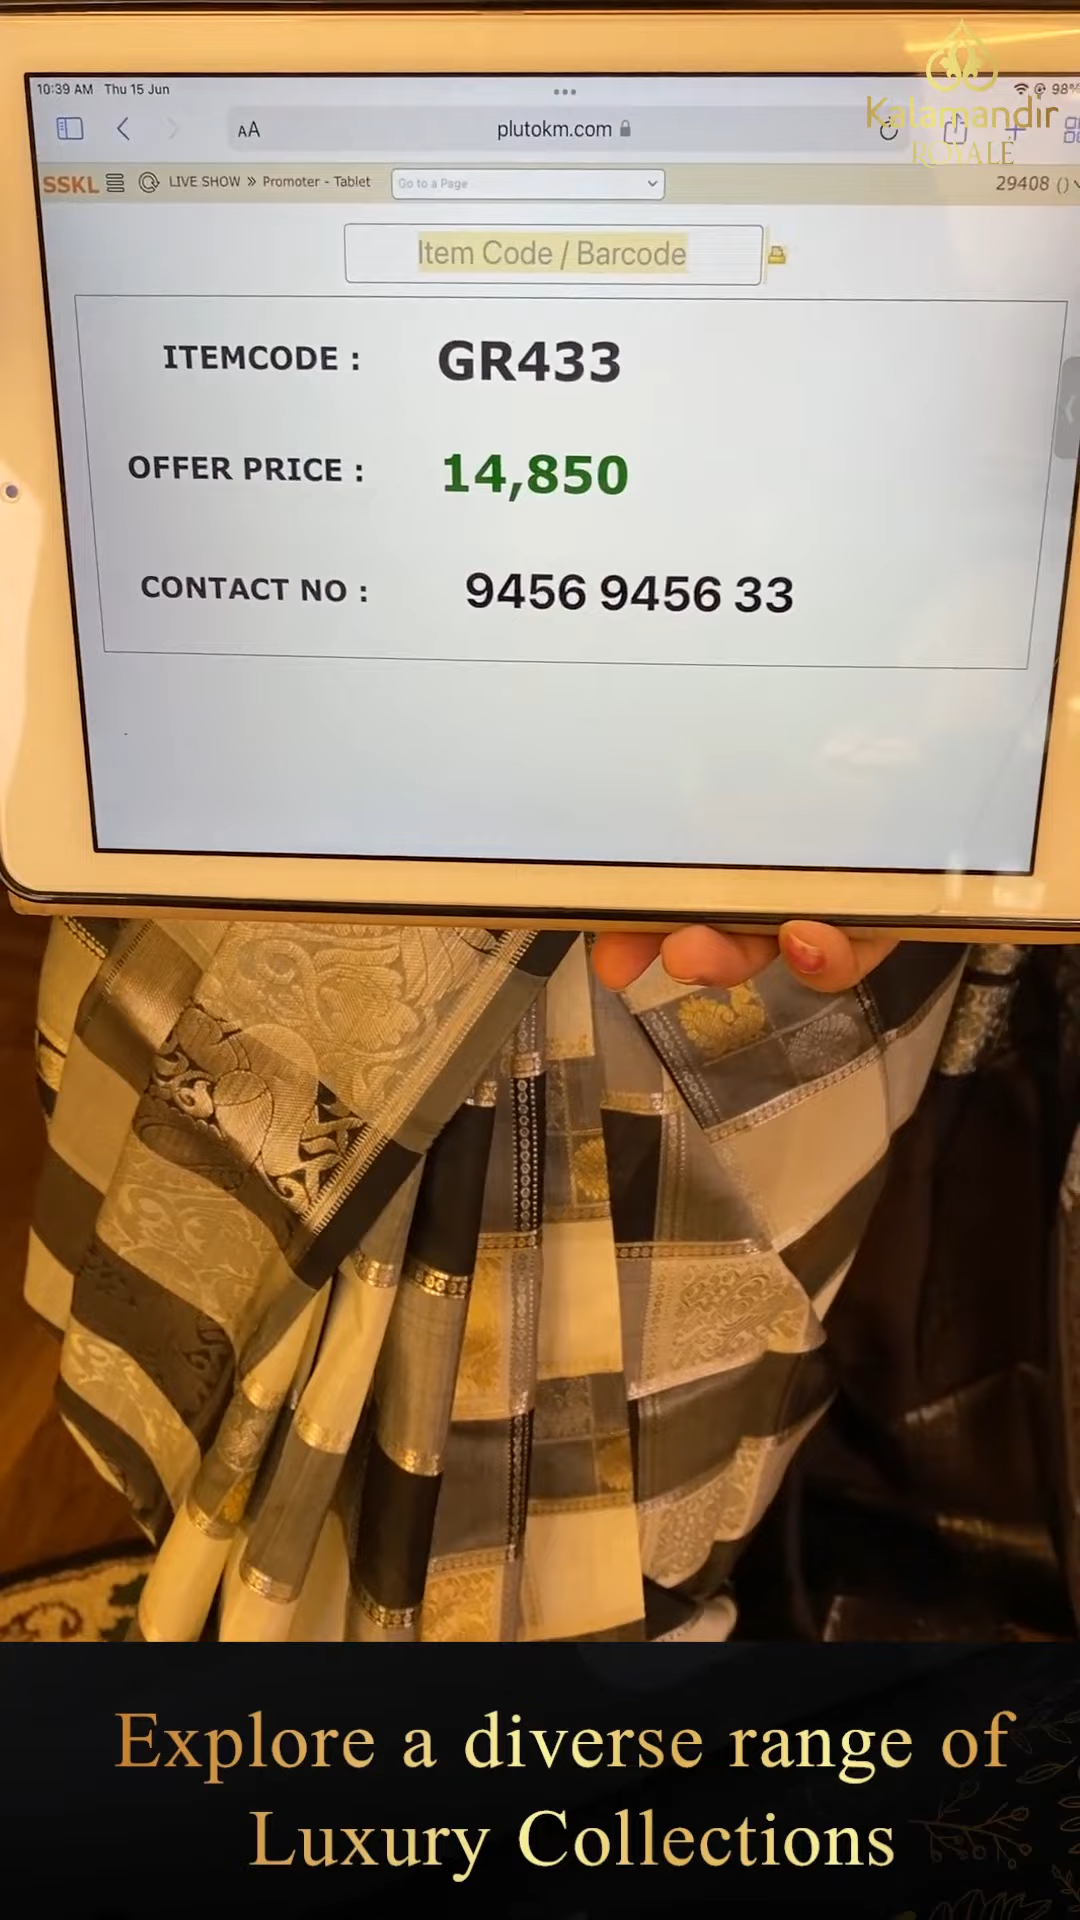 Kalamandir
ROYALE
10:39 AM Thu 15 Jun
98%
AA
plutokm.com
SSKL
LIVE SHOW » Promoter - Tablet
Go to a Page
29408 ()
Item Code / Barcode
ITEMCODE : GR433
OFFER PRICE : 14,850
CONTACT NO : 9456 9456 33
Explore a diverse range of
Luxury Collections